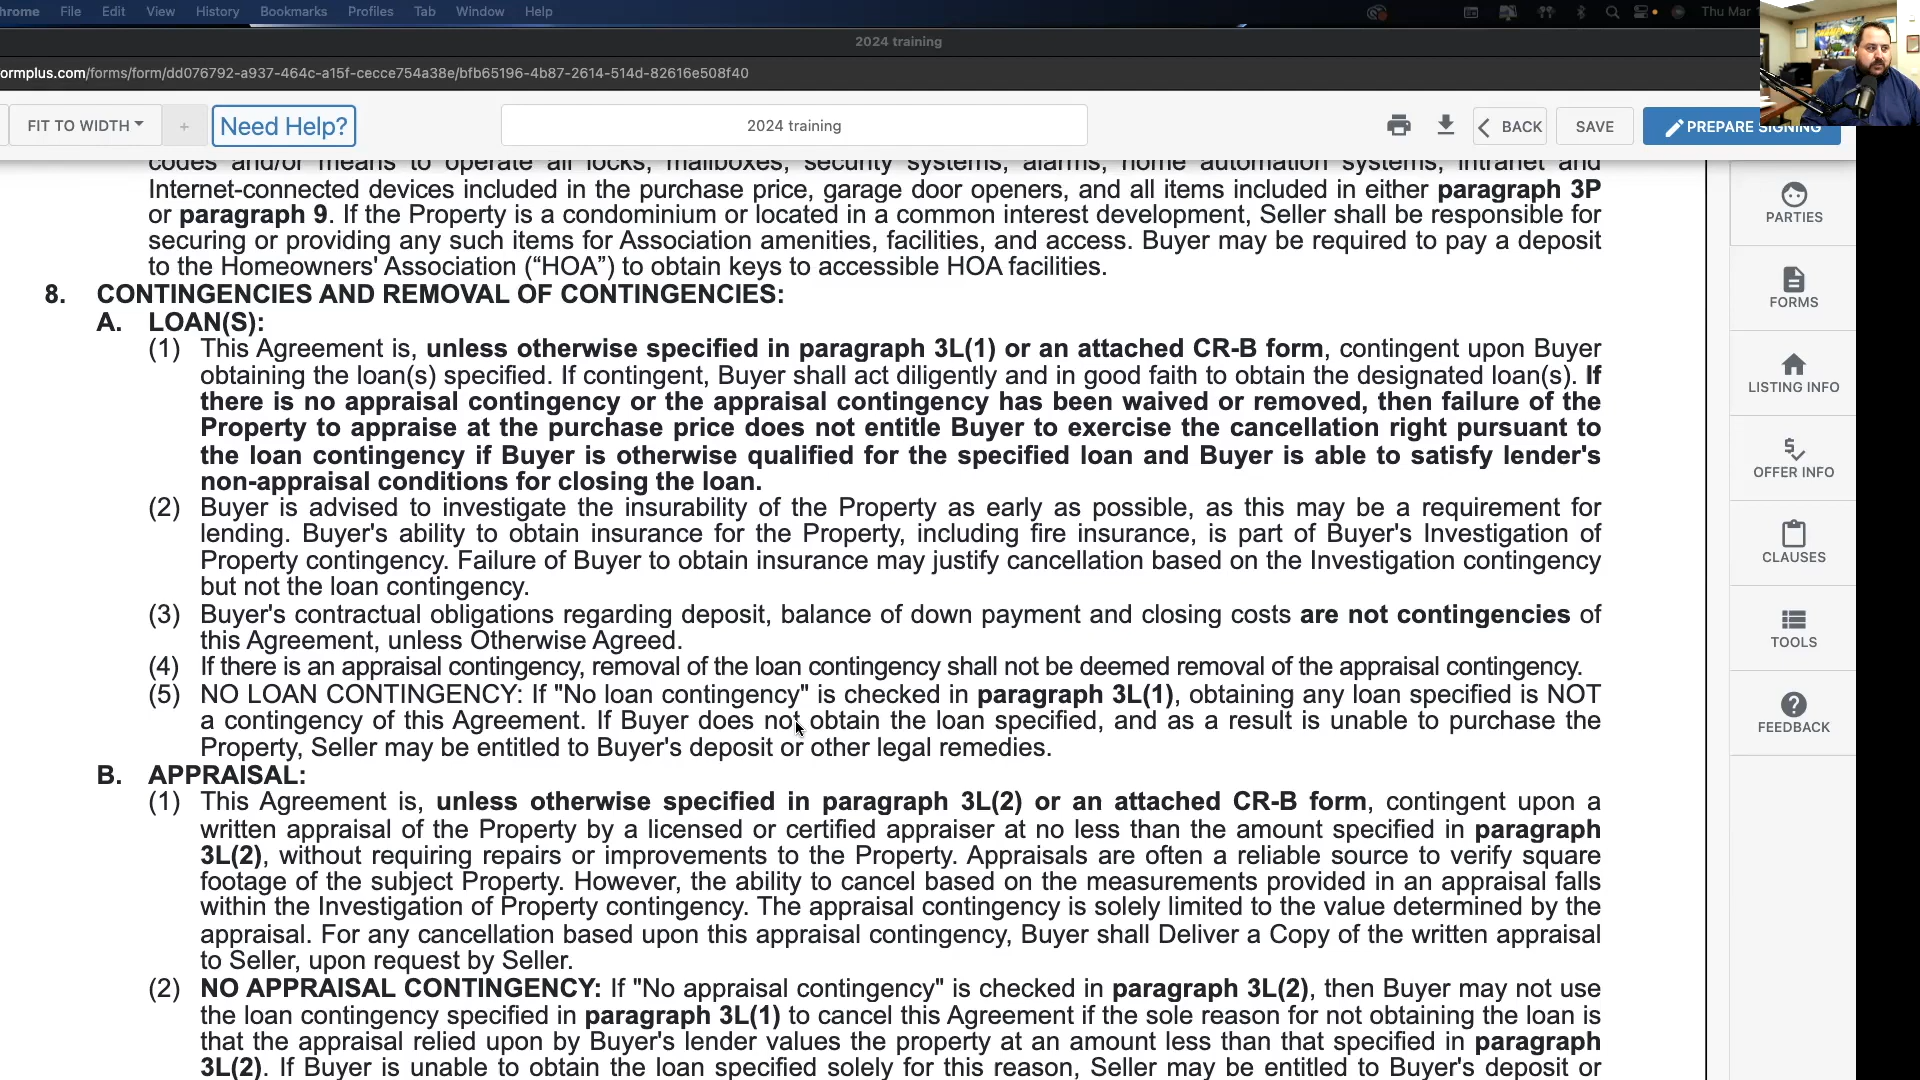 hrome File Edit View History Bookmarks Profiles Tab Window Help Thu Mar
2024 training
ormplus.com/forms/form/dd076792-a937-464c-a15f-cecce754a38e/bfb65196-4b87-2614-514d-82616e508f40
FIT TO WIDTH + Need Help? 2024 training BACK SAVE PREPARE SIGNING
codes and/or means to operate all locks, mailboxes, security systems, alarms, home automation systems, intranet and
Internet-connected devices included in the purchase price, garage door openers, and all items included in either paragraph 3P
or paragraph 9. If the Property is a condominium or located in a common interest development, Seller shall be responsible for
securing or providing any such items for Association amenities, facilities, and access. Buyer may be required to pay a deposit
to the Homeowners' Association (“HOA”) to obtain keys to accessible HOA facilities.
8. CONTINGENCIES AND REMOVAL OF CONTINGENCIES:
A. LOAN(S):
(1) This Agreement is, unless otherwise specified in paragraph 3L(1) or an attached CR-B form, contingent upon Buyer
obtaining the loan(s) specified. If contingent, Buyer shall act diligently and in good faith to obtain the designated loan(s). If
there is no appraisal contingency or the appraisal contingency has been waived or removed, then failure of the
Property to appraise at the purchase price does not entitle Buyer to exercise the cancellation right pursuant to
the loan contingency if Buyer is otherwise qualified for the specified loan and Buyer is able to satisfy lender's
non-appraisal conditions for closing the loan.
(2) Buyer is advised to investigate the insurability of the Property as early as possible, as this may be a requirement for
lending. Buyer's ability to obtain insurance for the Property, including fire insurance, is part of Buyer's Investigation of
Property contingency. Failure of Buyer to obtain insurance may justify cancellation based on the Investigation contingency
but not the loan contingency.
(3) Buyer's contractual obligations regarding deposit, balance of down payment and closing costs are not contingencies of
this Agreement, unless Otherwise Agreed.
(4) If there is an appraisal contingency, removal of the loan contingency shall not be deemed removal of the appraisal contingency.
(5) NO LOAN CONTINGENCY: If "No loan contingency" is checked in paragraph 3L(1), obtaining any loan specified is NOT
a contingency of this Agreement. If Buyer does not obtain the loan specified, and as a result is unable to purchase the
Property, Seller may be entitled to Buyer's deposit or other legal remedies.
B. APPRAISAL:
(1) This Agreement is, unless otherwise specified in paragraph 3L(2) or an attached CR-B form, contingent upon a
written appraisal of the Property by a licensed or certified appraiser at no less than the amount specified in paragraph
3L(2), without requiring repairs or improvements to the Property. Appraisals are often a reliable source to verify square
footage of the subject Property. However, the ability to cancel based on the measurements provided in an appraisal falls
within the Investigation of Property contingency. The appraisal contingency is solely limited to the value determined by the
appraisal. For any cancellation based upon this appraisal contingency, Buyer shall Deliver a Copy of the written appraisal
to Seller, upon request by Seller.
(2) NO APPRAISAL CONTINGENCY: If "No appraisal contingency" is checked in paragraph 3L(2), then Buyer may not use
the loan contingency specified in paragraph 3L(1) to cancel this Agreement if the sole reason for not obtaining the loan is
that the appraisal relied upon by Buyer's lender values the property at an amount less than that specified in paragraph
3L(2). If Buyer is unable to obtain the loan specified solely for this reason, Seller may be entitled to Buyer's deposit or
PARTIES
FORMS
LISTING INFO
OFFER INFO
CLAUSES
TOOLS
FEEDBACK